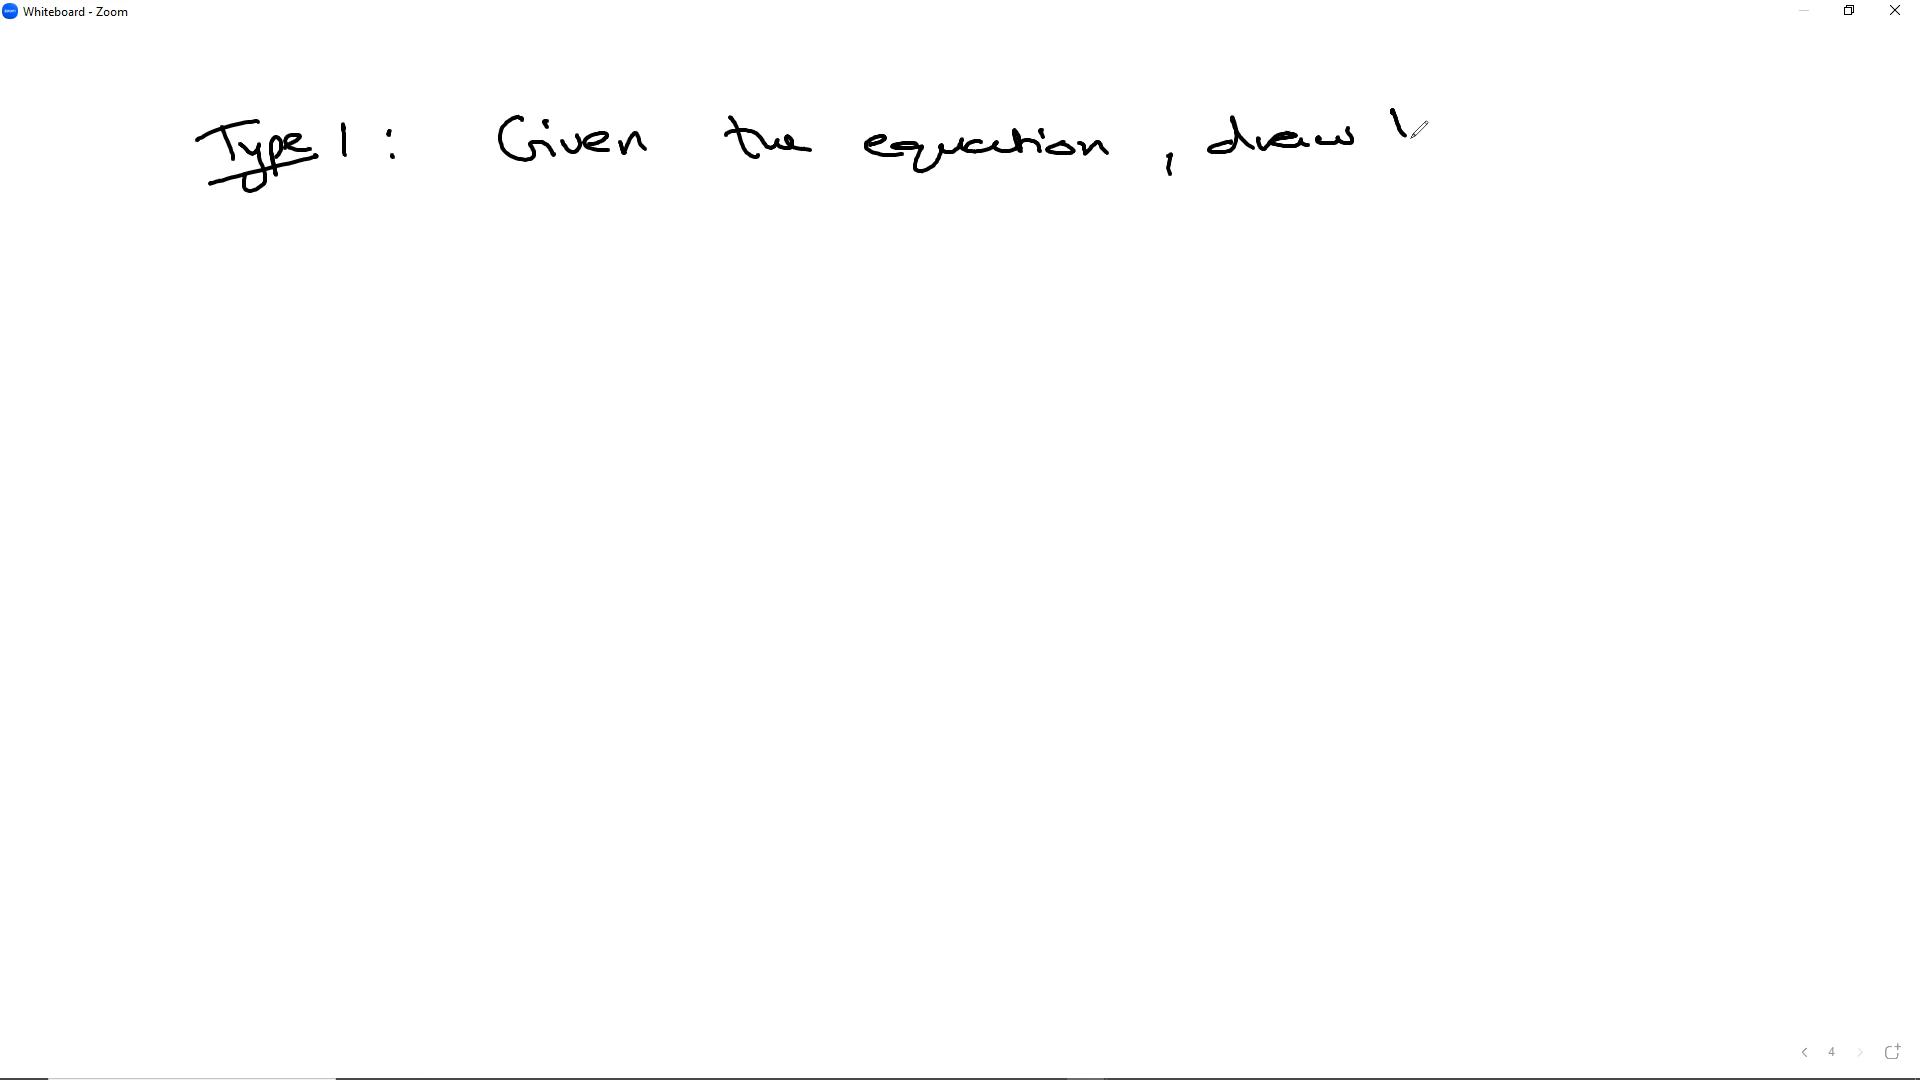 Whiteboard - Zoom
Type 1 : Given the equation , draw
4